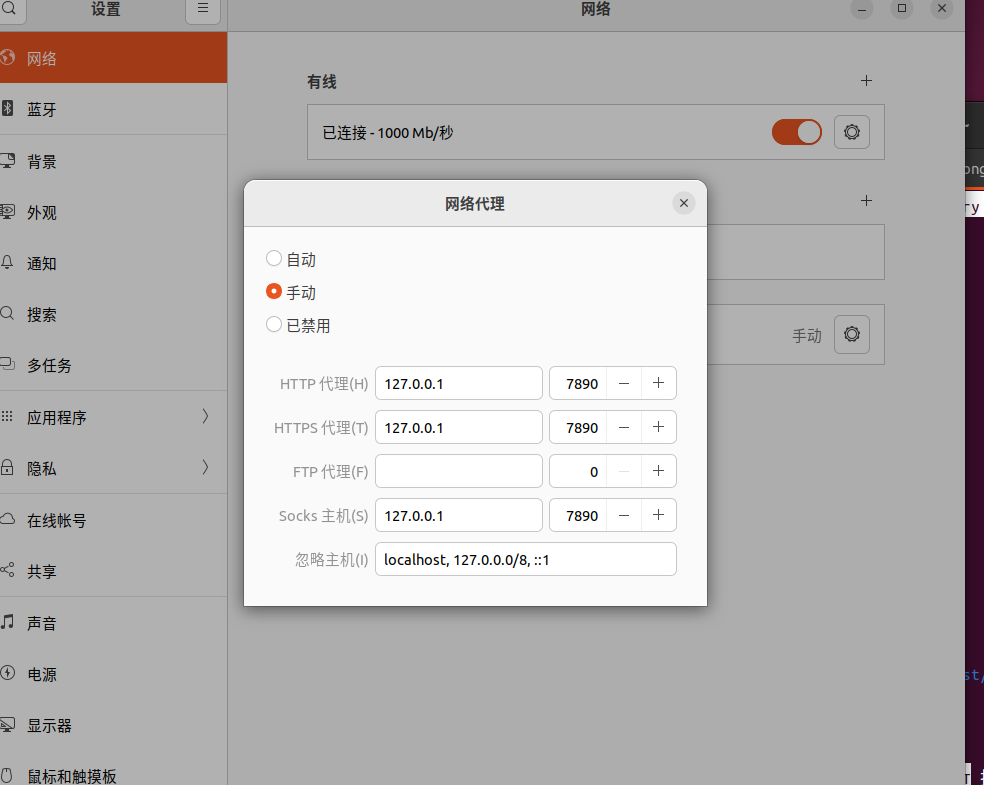 设置
网络
网络
蓝牙
背景
外观
通知
搜索
多任务
应用程序
隐私
在线帐号
共享
声音
电源
显示器
鼠标和触摸板
有线
已连接 - 1000 Mb/秒
手动
网络代理
自动
手动
已禁用
HTTP 代理(H) 127.0.0.1 7890
HTTPS 代理(T) 127.0.0.1 7890
FTP 代理(F) 0
Socks 主机(S) 127.0.0.1 7890
忽略主机(I) localhost, 127.0.0.0/8, ::1